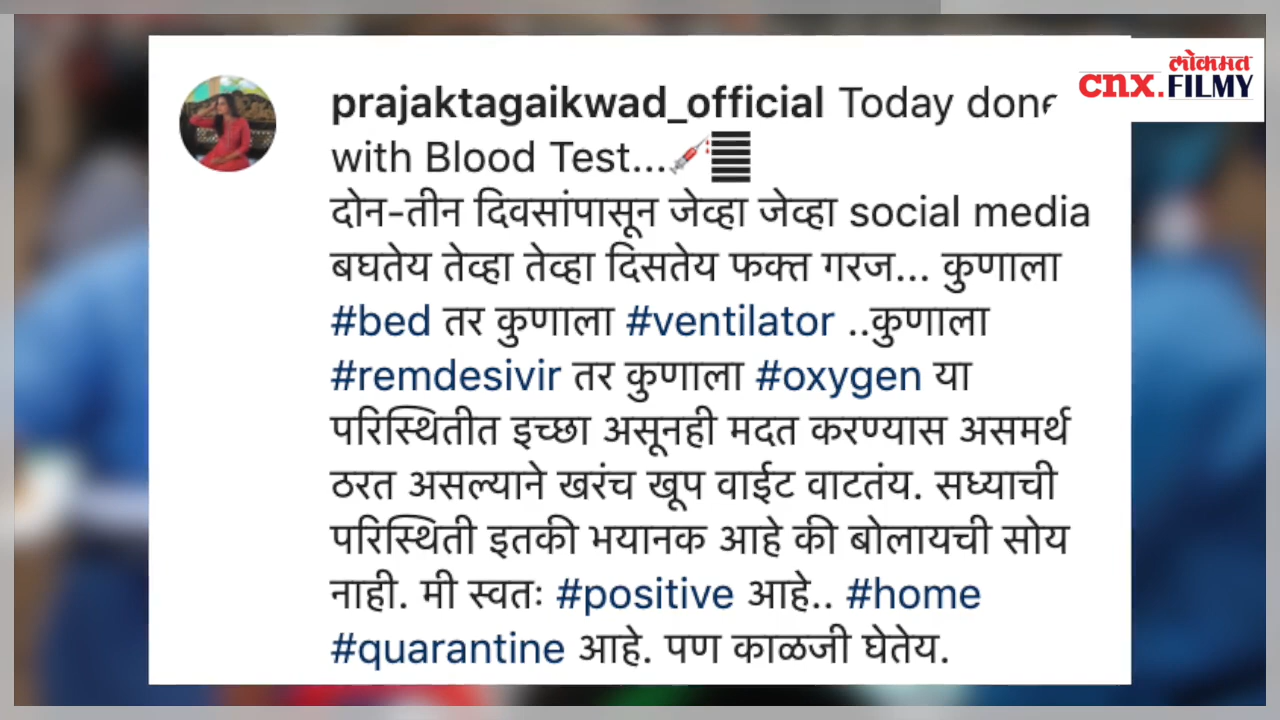 prajaktagaikwad_official Today done
with Blood Test...💉
दोन-तीन दिवसांपासून जेव्हा जेव्हा social media
बघतेय तेव्हा तेव्हा दिसतेय फक्त गरज... कुणाला
#bed तर कुणाला #ventilator ..कुणाला
#remdesivir तर कुणाला #oxygen या
परिस्थितीत इच्छा असूनही मदत करण्यास असमर्थ
ठरत असल्याने खरंच खूप वाईट वाटतंय. सध्याची
परिस्थिती इतकी भयानक आहे की बोलायची सोय
नाही. मी स्वतः #positive आहे.. #home
#quarantine आहे. पण काळजी घेतेय.
लोकमत
cnx.FILMY